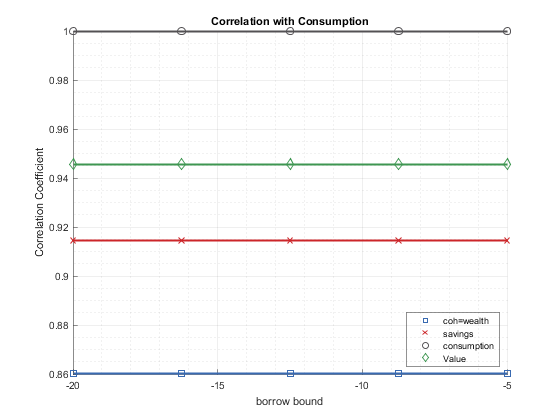 Correlation with Consumption
1
0.98
0.96
0.94
0.92
0.9
0.88
0.86
Correlation Coefficient
-20
-15
-10
-5
borrow bound
coh=wealth
savings
consumption
Value